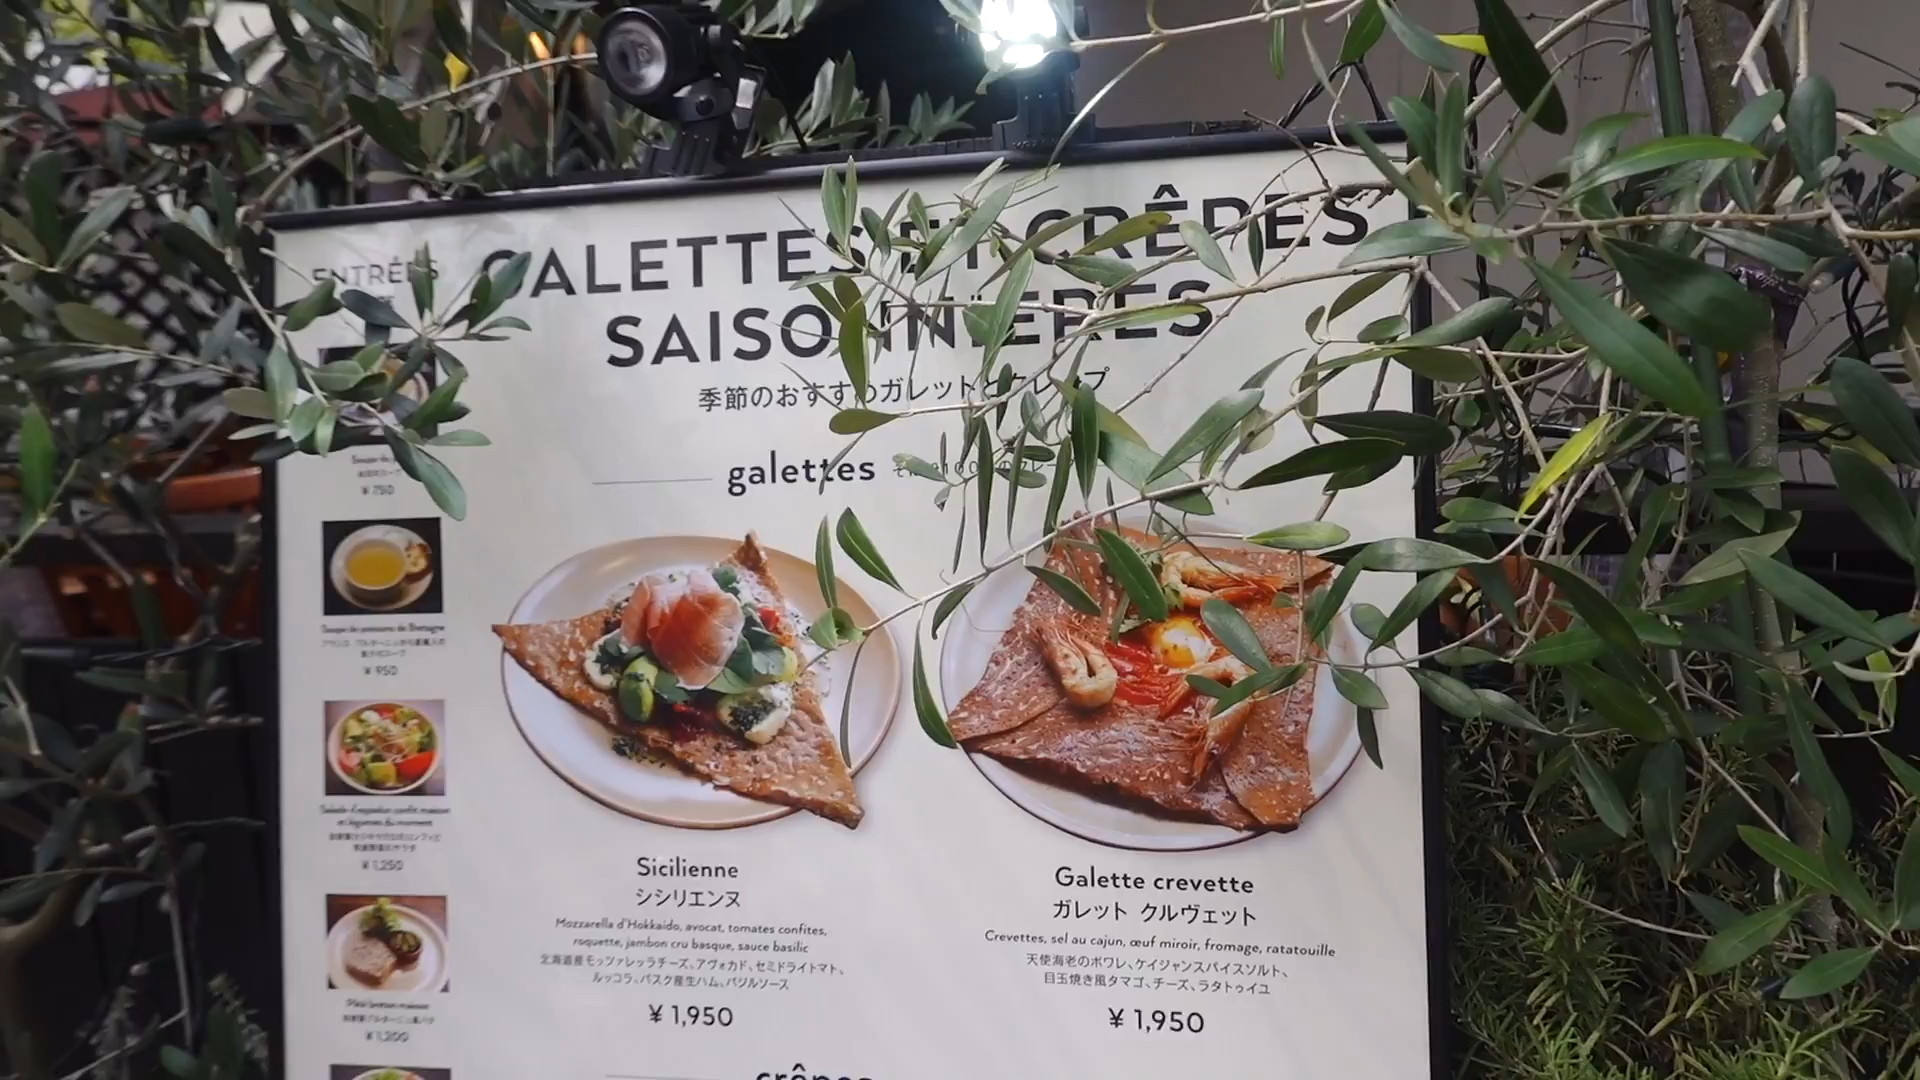 ENTRÉES
GALETTES ET CRÊPES
SAISONNIÈRES
季節のおすすめガレットとクレープ
galettes
¥ 750
Soupe de poissons de Bretagne
¥ 950
et légumes du moment
¥ 1,250
¥ 1,200
Sicilienne
シシリエンヌ
Mozzarella d'Hokkaido, avocat, tomates confites,
roquette, jambon cru basque, sauce basilic
北海道産モッツァレッラチーズ、アヴォカド、セミドライトマト、
ルッコラ、バスク産生ハム、バジルソース
¥ 1,950
Galette crevette
ガレット クルヴェット
Crevettes, sel au cajun, œuf miroir, fromage, ratatouille
天使海老のポワレ、ケイジャンスパイスソルト、
目玉焼き風タマゴ、チーズ、ラタトゥイユ
¥ 1,950
crêpes